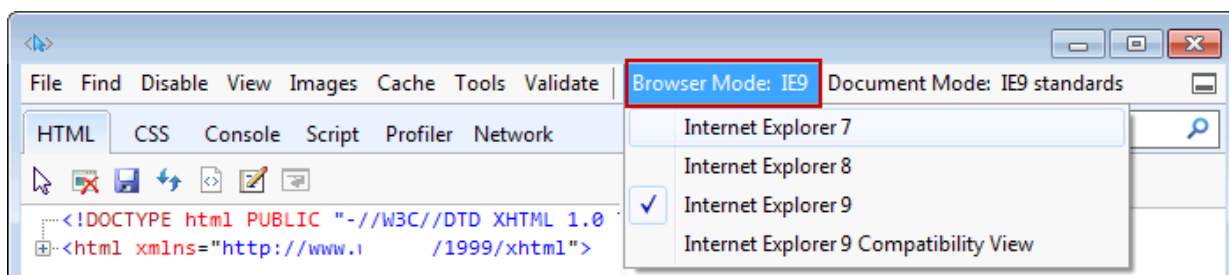 File Find Disable View Images Cache Tools Validate Browser Mode: IE9 Document Mode: IE9 standards
HTML CSS Console Script Profiler Network
Internet Explorer 7
Internet Explorer 8
Internet Explorer 9
Internet Explorer 9 Compatibility View
<!DOCTYPE html PUBLIC "-//W3C//DTD XHTML 1.0
<html xmlns="http://www. /1999/xhtml">